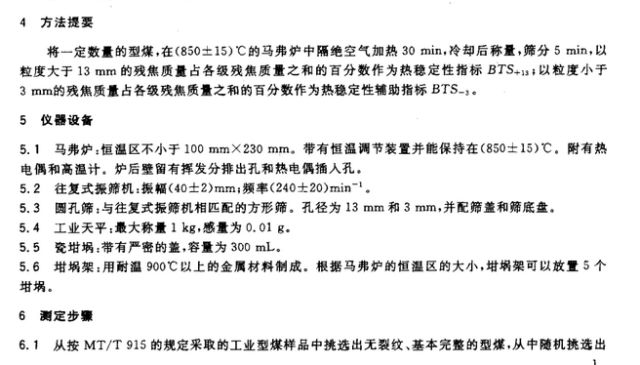 4 方法提要
将一定数量的型煤,在(850±15)℃的马弗炉中隔绝空气加热 30 min,冷却后称量,筛分 5 min,以
粒度大于 13 mm 的残焦质量占各级残焦质量之和的百分数作为热稳定性指标 BTS₊₁₃;以粒度小于
3 mm的残焦质量占各级残焦质量之和的百分数作为热稳定性辅助指标 BTS₋₃。
5 仪器设备
5.1 马弗炉:恒温区不小于 100 mm×230 mm。带有恒温调节装置并能保持在(850±15)℃。附有热
电偶和高温计。炉后壁留有挥发分排出孔和热电偶插入孔。
5.2 往复式振筛机:振幅(40±2)mm;频率(240±20)min⁻¹。
5.3 圆孔筛:与往复式振筛机相匹配的方形筛。孔径为 13 mm 和 3 mm,并配筛盖和筛底盘。
5.4 工业天平:最大称量 1 kg,感量为 0.01 g。
5.5 瓷坩埚:带有严密的盖,容量为 300 mL。
5.6 坩埚架:用耐温 900℃以上的金属材料制成。根据马弗炉的恒温区的大小,坩埚架可以放置 5 个
坩埚。
6 测定步骤
6.1 从按 MT/T 915 的规定采取的工业型煤样品中挑选出无裂纹、基本完整的型煤,从中随机挑选出
1